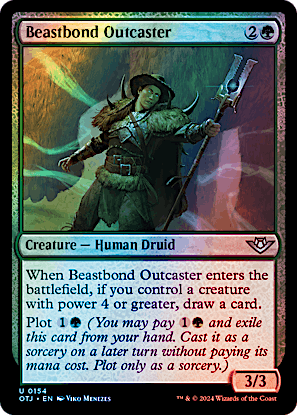 Beastbond Outcaster 2
Creature — Human Druid
When Beastbond Outcaster enters the
battlefield, if you control a creature
with power 4 or greater, draw a card.
Plot 1 (You may pay 1 and exile
this card from your hand. Cast it as a
sorcery on a later turn without paying its
mana cost. Plot only as a sorcery.)
3/3
U 0154
OTJ • EN Viko Menezes
™ & © 2024 Wizards of the Coast